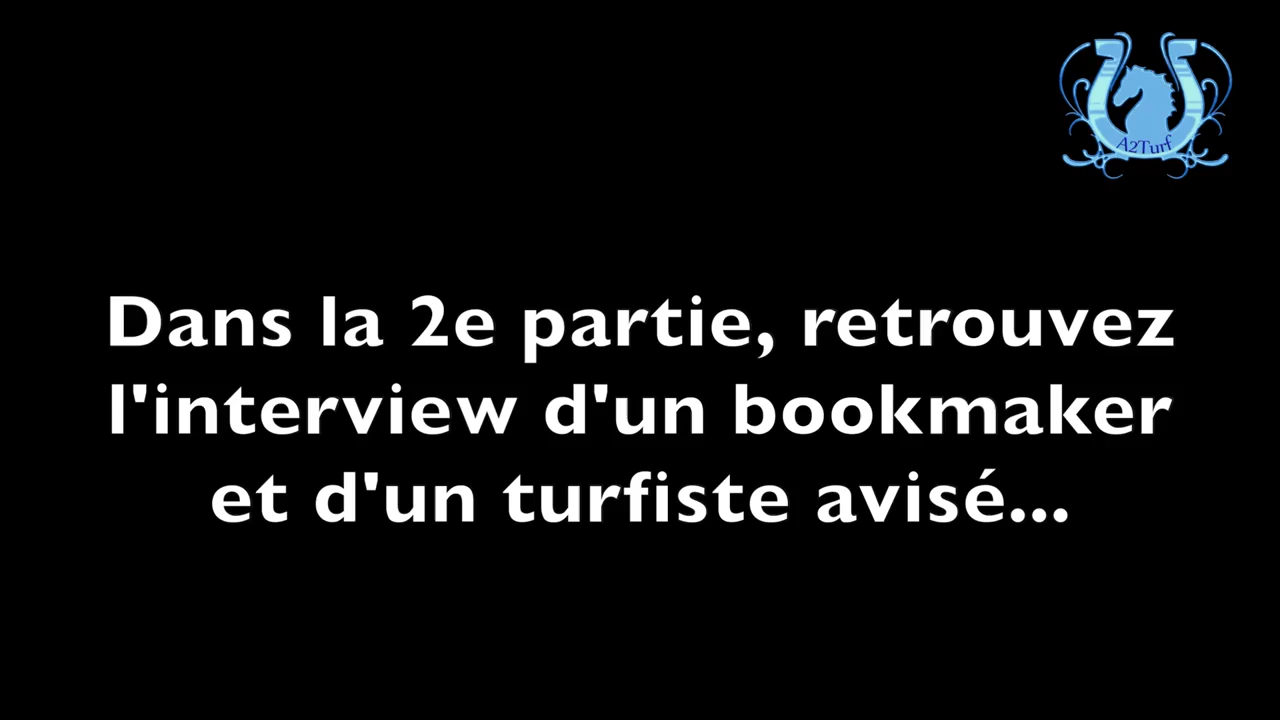 A2Turf
Dans la 2e partie, retrouvez
l'interview d'un bookmaker
et d'un turfiste avisé...